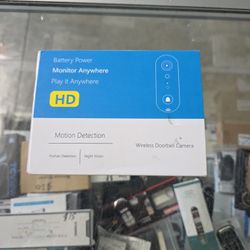 Battery Power
Monitor Anywhere
Play It Anywhere
HD
Motion Detection
Wireless Doorbell Camera
Human Detection
Night Vision